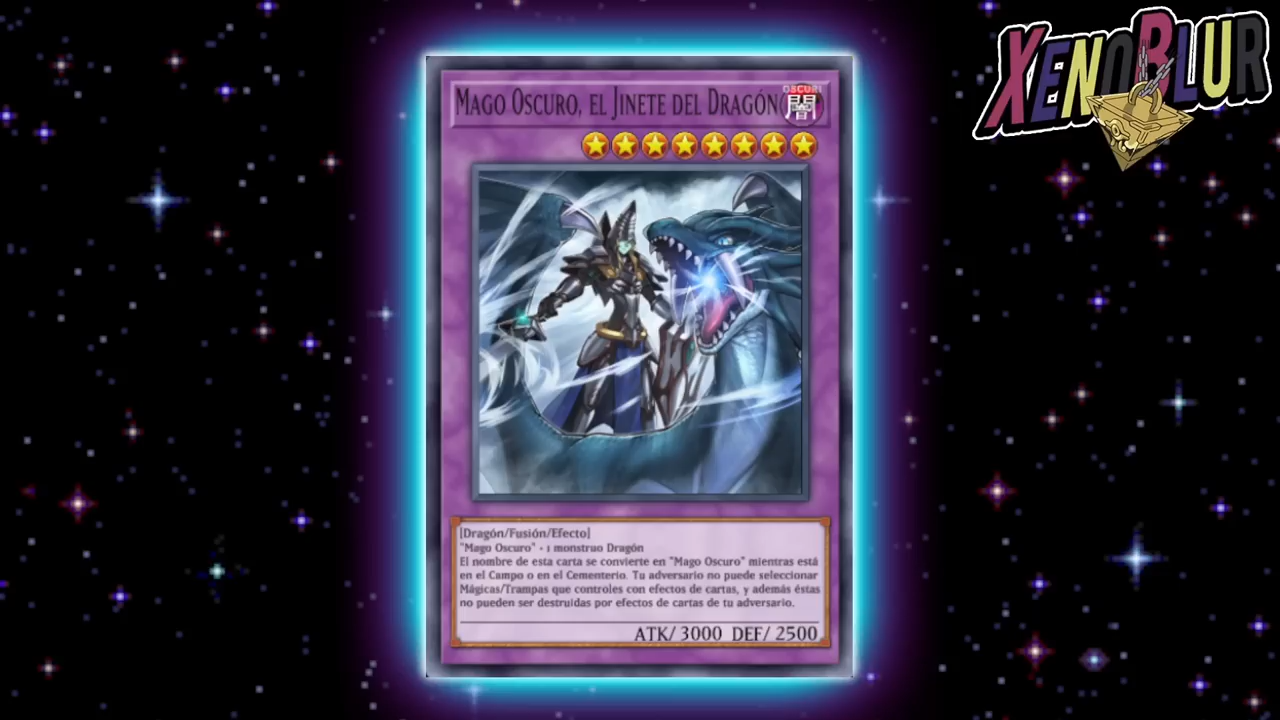 XENOBLUR
MAGO OSCURO, EL JINETE DEL DRAGÓN
OSCURI
闇
[Dragón/Fusión/Efecto]
"Mago Oscuro" - 1 monstruo Dragón
El nombre de esta carta se convierte en "Mago Oscuro" mientras está
en el Campo o en el Cementerio. Tu adversario no puede seleccionar
Mágicas/Trampas que controles con efectos de cartas, y además éstas
no pueden ser destruidas por efectos de cartas de tu adversario.
ATK/ 3000 DEF/ 2500